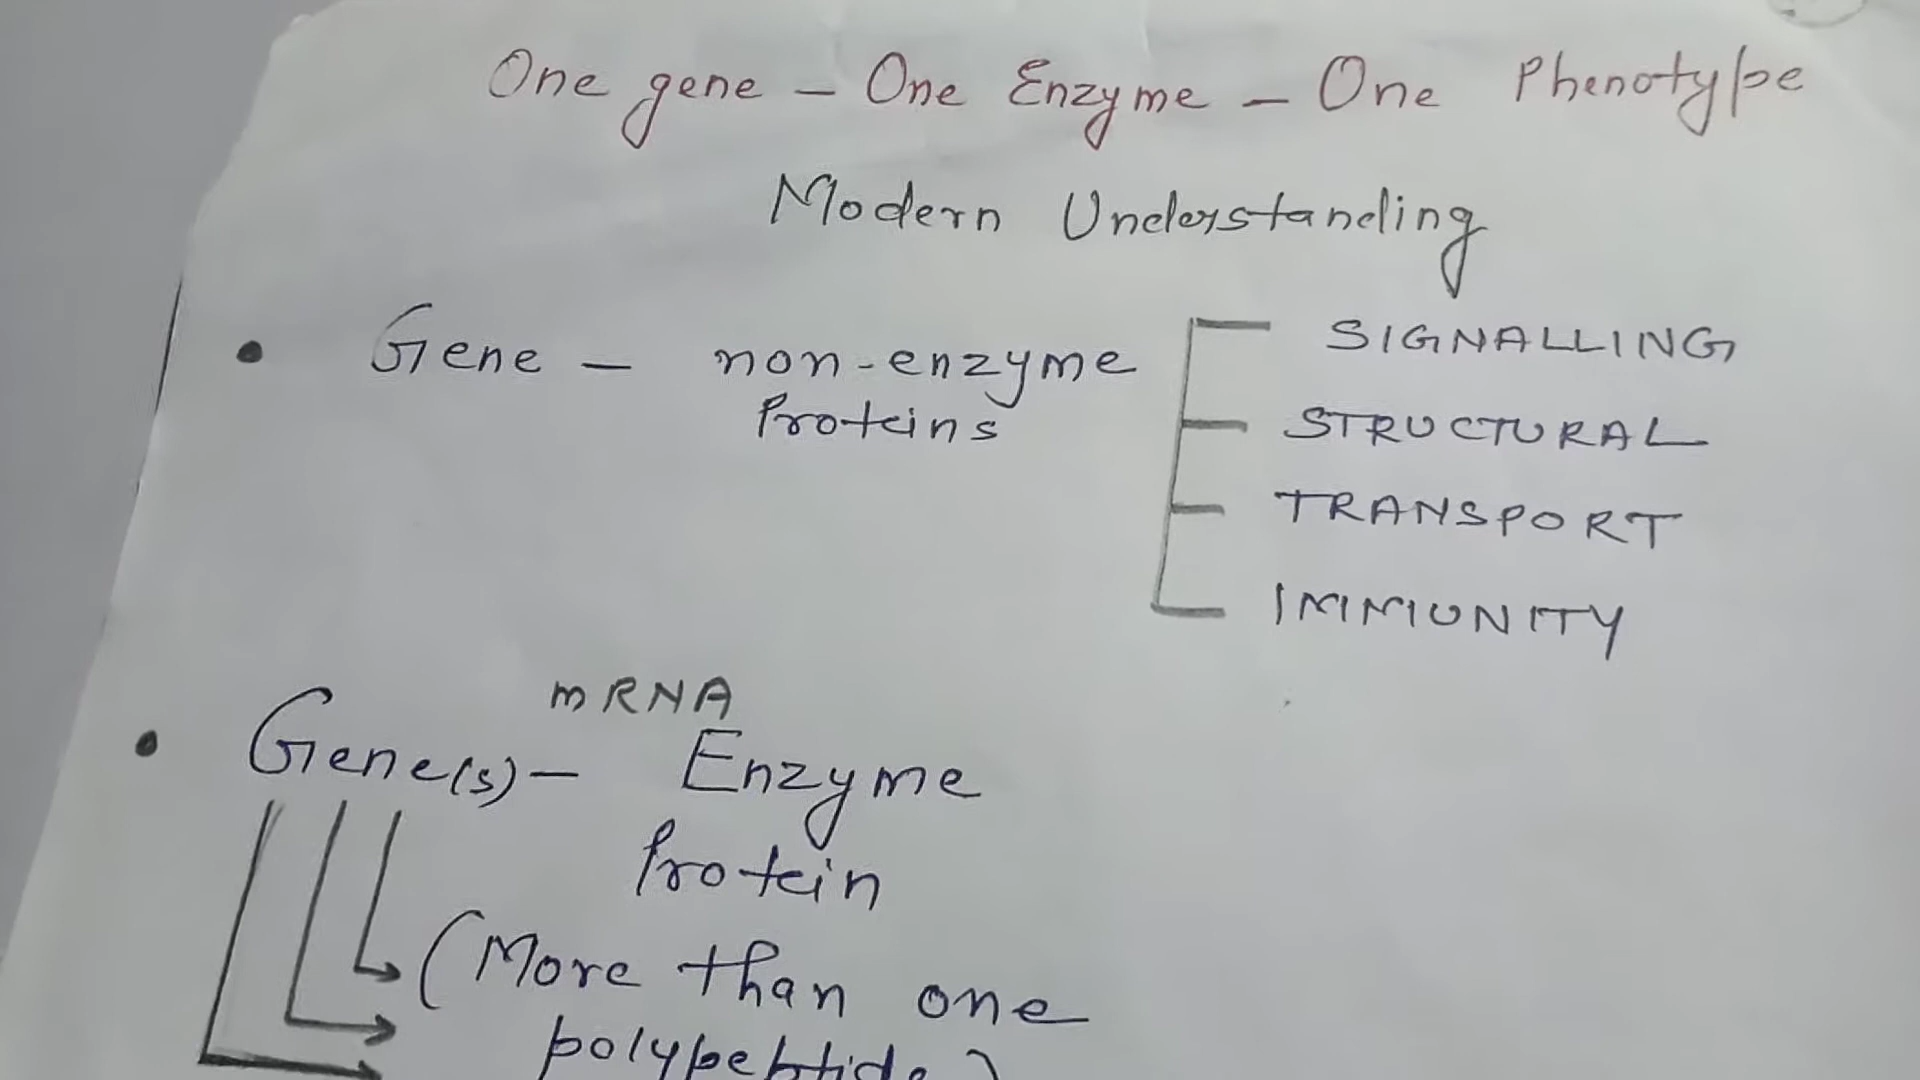 One gene – One Enzyme – One Phenotype
Modern Understanding
• Gene – non-enzyme
Proteins
SIGNALLING
STRUCTURAL
TRANSPORT
IMMUNITY
mRNA
• Gene(s) – Enzyme
Protein
(More than one
polypeptide)